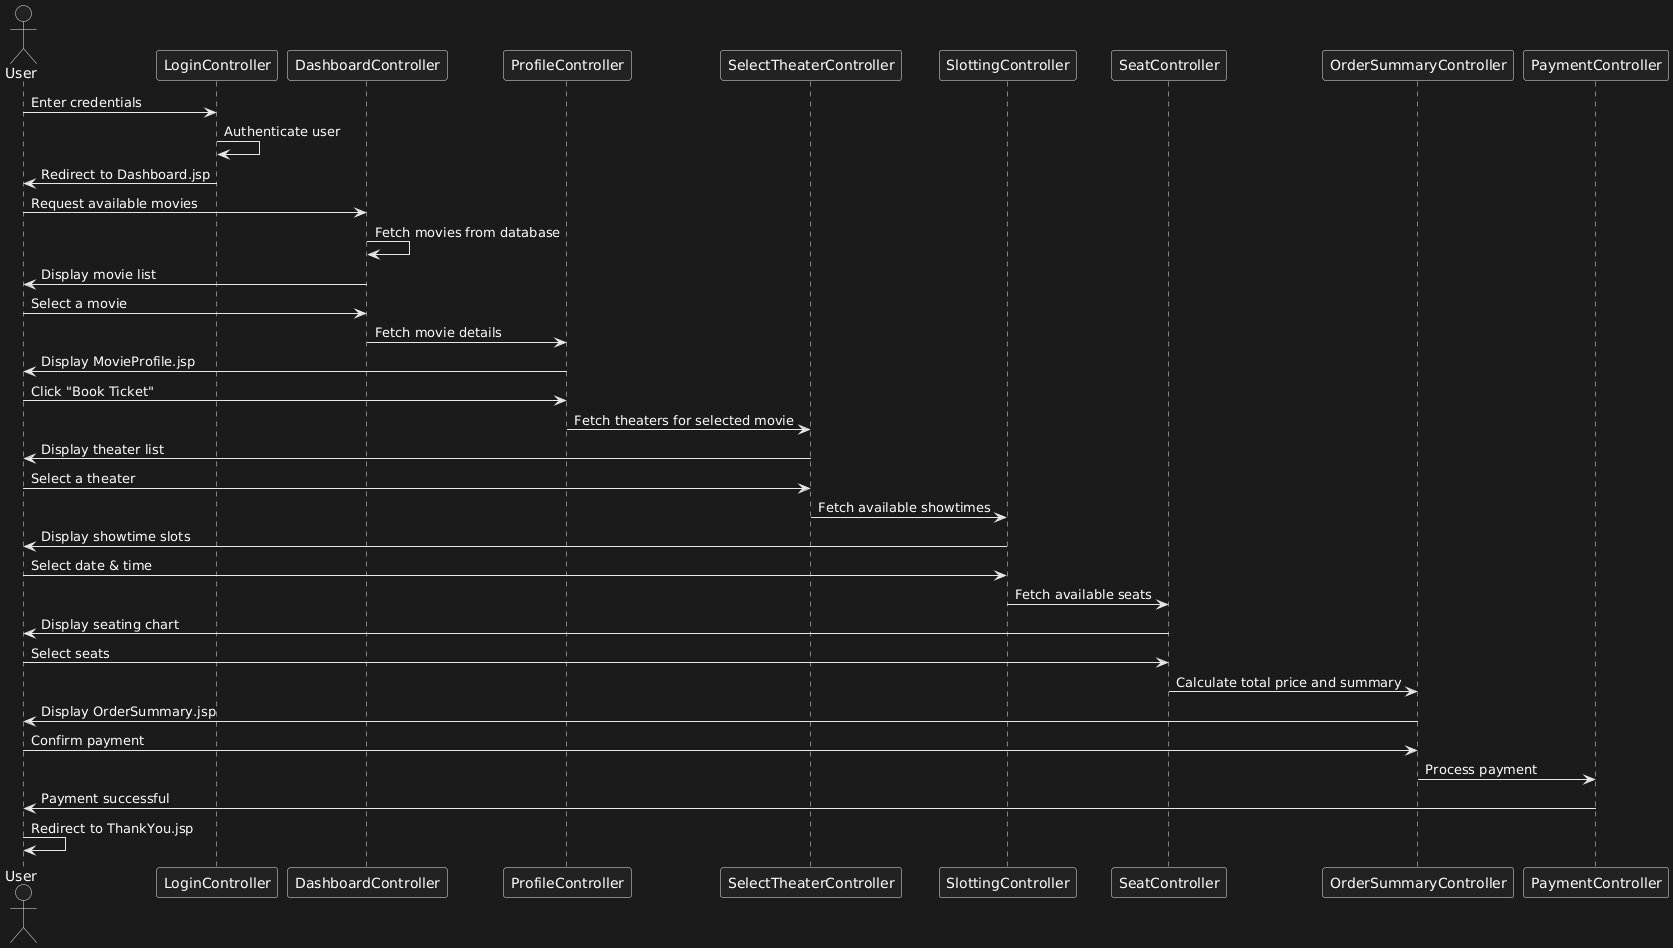 User
LoginController
DashboardController
ProfileController
SelectTheaterController
SlottingController
SeatController
OrderSummaryController
PaymentController
Enter credentials
Authenticate user
Redirect to Dashboard.jsp
Request available movies
Fetch movies from database
Display movie list
Select a movie
Fetch movie details
Display MovieProfile.jsp
Click "Book Ticket"
Fetch theaters for selected movie
Display theater list
Select a theater
Fetch available showtimes
Display showtime slots
Select date & time
Fetch available seats
Display seating chart
Select seats
Calculate total price and summary
Display OrderSummary.jsp
Confirm payment
Process payment
Payment successful
Redirect to ThankYou.jsp
User
LoginController
DashboardController
ProfileController
SelectTheaterController
SlottingController
SeatController
OrderSummaryController
PaymentController